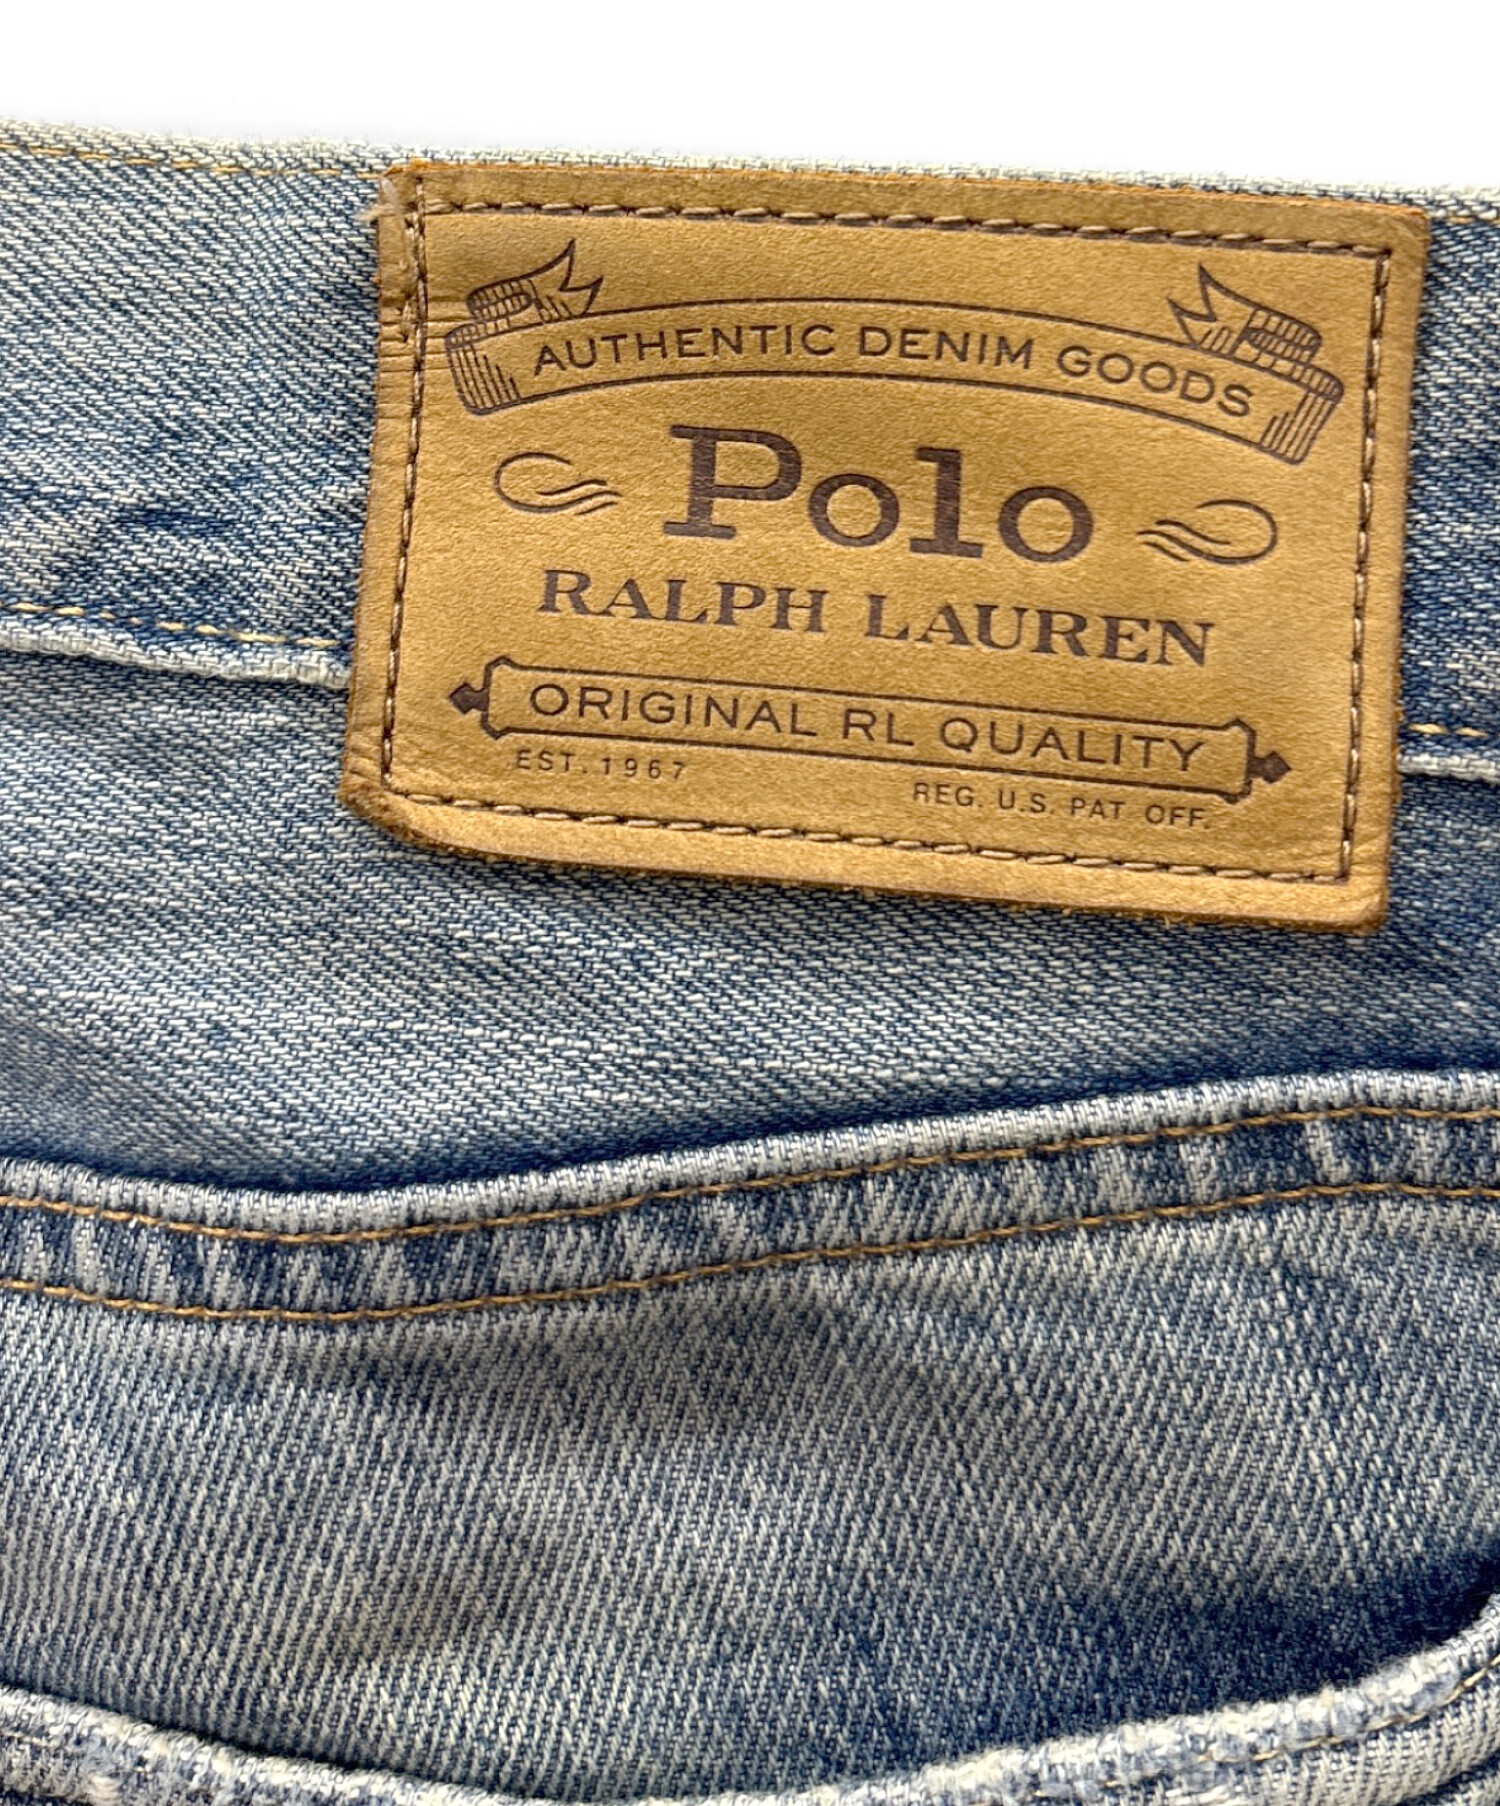 AUTHENTIC DENIM GOODS
Polo
RALPH LAUREN
ORIGINAL RL QUALITY
EST. 1967
REG. U.S. PAT OFF.